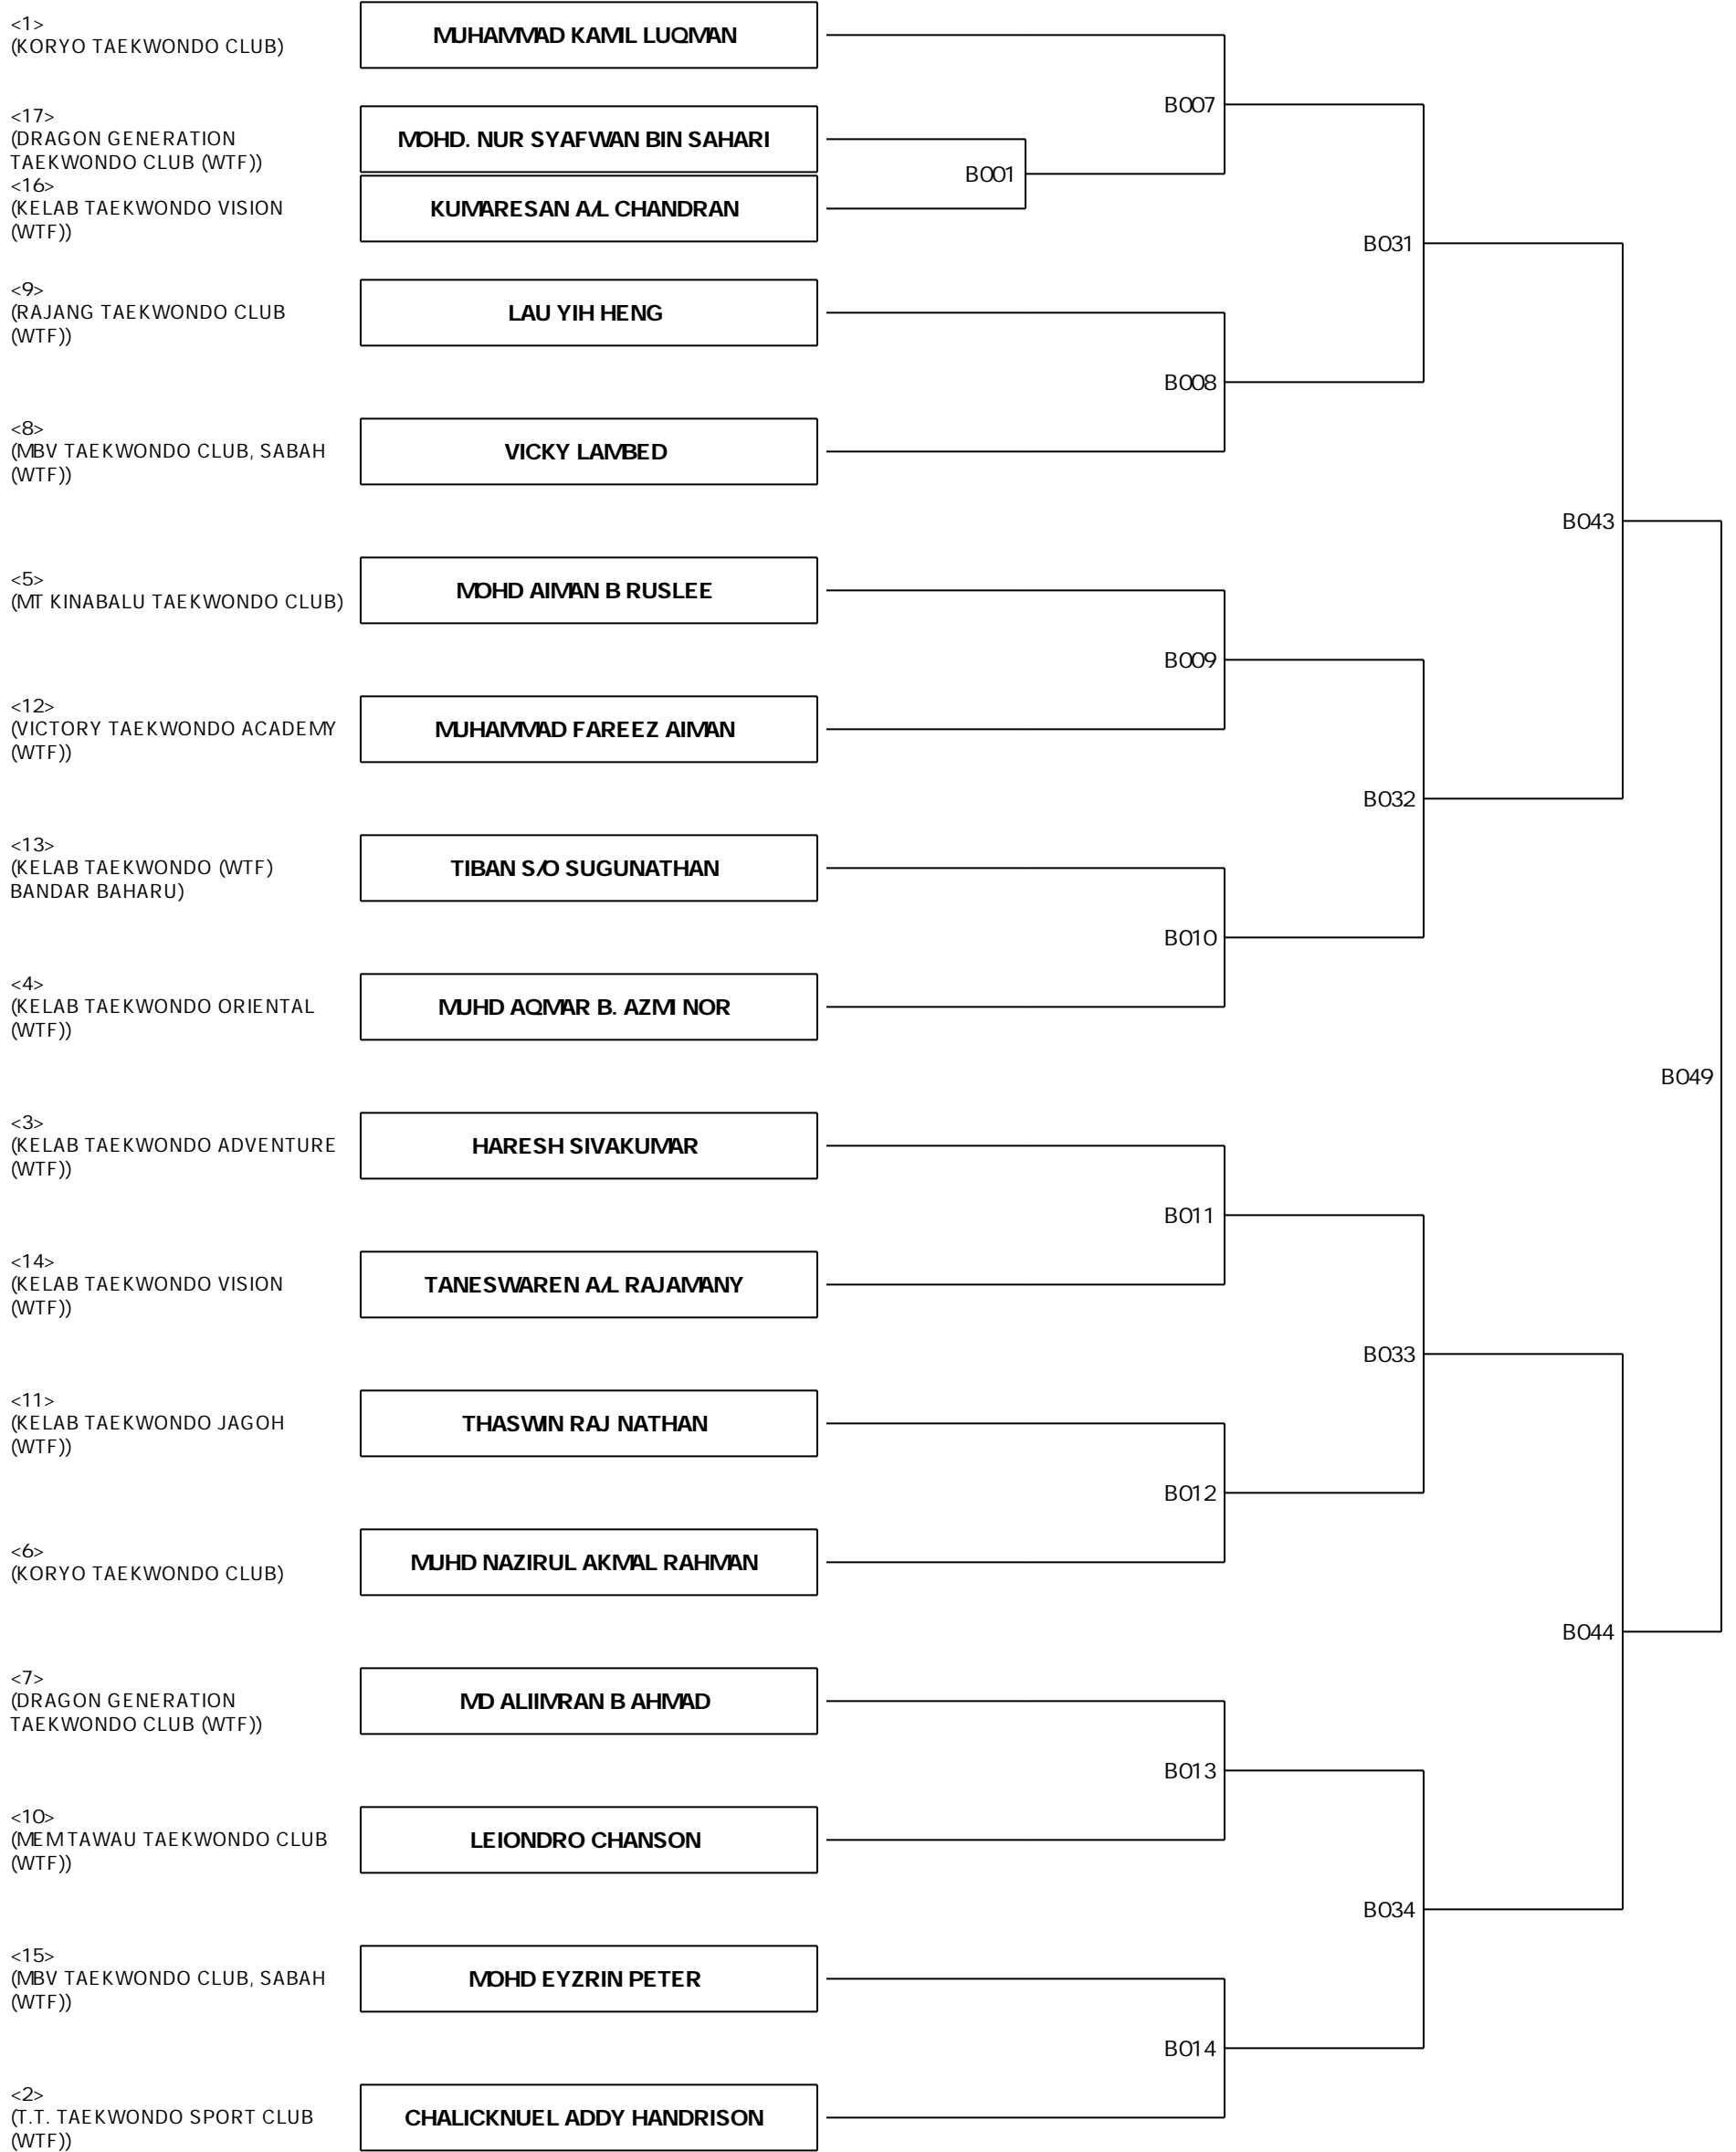 <1>
(KORYO TAEKWONDO CLUB)
MUHAMMAD KAMIL LUQMAN
B007
<17>
(DRAGON GENERATION
TAEKWONDO CLUB (WTF))
MOHD. NUR SYAFWAN BIN SAHARI
B001
<16>
(KELAB TAEKWONDO VISION
(WTF))
KUMARESAN A/L CHANDRAN
B031
<9>
(RAJANG TAEKWONDO CLUB
(WTF))
LAU YIH HENG
B008
<8>
(MBV TAEKWONDO CLUB, SABAH
(WTF))
VICKY LAMBED
B043
<5>
(MT KINABALU TAEKWONDO CLUB)
MOHD AIMAN B RUSLEE
B009
<12>
(VICTORY TAEKWONDO ACADEMY
(WTF))
MUHAMMAD FAREEZ AIMAN
B032
<13>
(KELAB TAEKWONDO (WTF)
BANDAR BAHARU)
TIBAN S/O SUGUNATHAN
B010
<4>
(KELAB TAEKWONDO ORIENTAL
(WTF))
MUHD AQMAR B. AZMI NOR
B049
<3>
(KELAB TAEKWONDO ADVENTURE
(WTF))
HARESH SIVAKUMAR
B011
<14>
(KELAB TAEKWONDO VISION
(WTF))
TANESWAREN A/L RAJAMANY
B033
<11>
(KELAB TAEKWONDO JAGOH
(WTF))
THASWIN RAJ NATHAN
B012
<6>
(KORYO TAEKWONDO CLUB)
MUHD NAZIRUL AKMAL RAHMAN
B044
<7>
(DRAGON GENERATION
TAEKWONDO CLUB (WTF))
MD ALIIMRAN B AHMAD
B013
<10>
(MEM TAWAU TAEKWONDO CLUB
(WTF))
LEIONDRO CHANSON
B034
<15>
(MBV TAEKWONDO CLUB, SABAH
(WTF))
MOHD EYZRIN PETER
B014
<2>
(T.T. TAEKWONDO SPORT CLUB
(WTF))
CHALICKNUEL ADDY HANDRISON